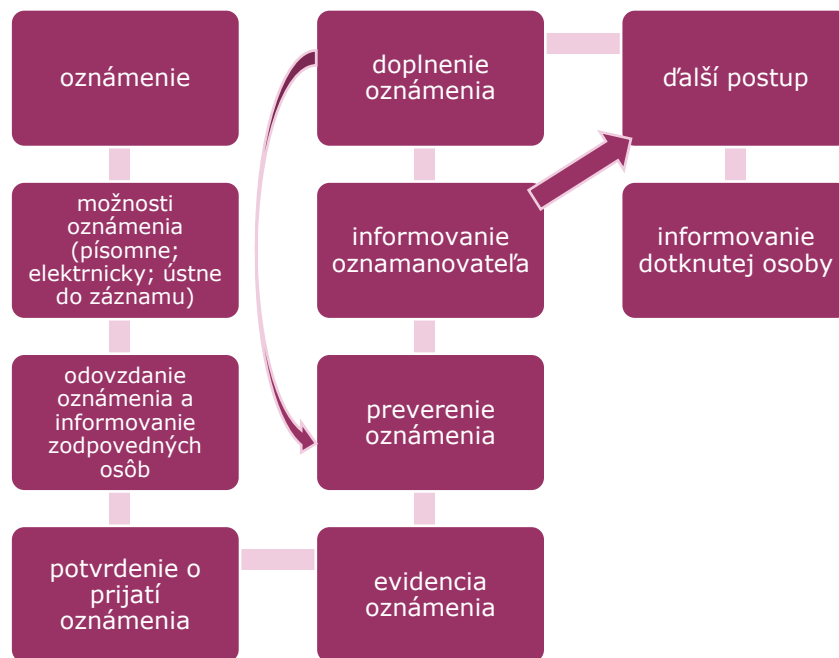 oznámenie
možnosti
oznámenia
(písomne;
elektrnicky; ústne
do záznamu)
odovzdanie
oznámenia a
informovanie
zodpovedných
osôb
potvrdenie o
prijatí
oznámenia
evidencia
oznámenia
preverenie
oznámenia
informovanie
oznamanovateľa
doplnenie
oznámenia
ďalší postup
informovanie
dotknutej osoby